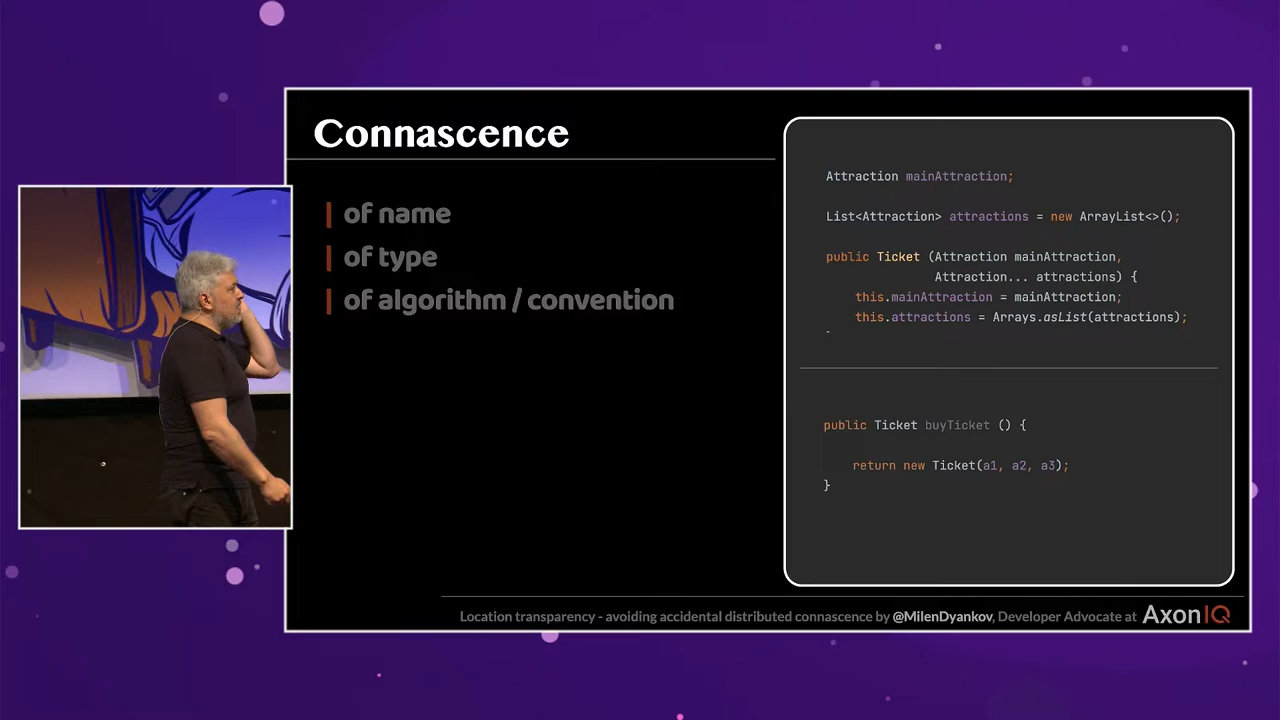 Connascence
| of name
| of type
| of algorithm / convention
Attraction mainAttraction;
List<Attraction> attractions = new ArrayList<>();
public Ticket (Attraction mainAttraction,
Attraction... attractions) {
this.mainAttraction = mainAttraction;
this.attractions = Arrays.asList(attractions);
public Ticket buyTicket () {
return new Ticket(a1, a2, a3);
}
Location transparency - avoiding accidental distributed connascence by @MilenDyankov, Developer Advocate at AxonIQ